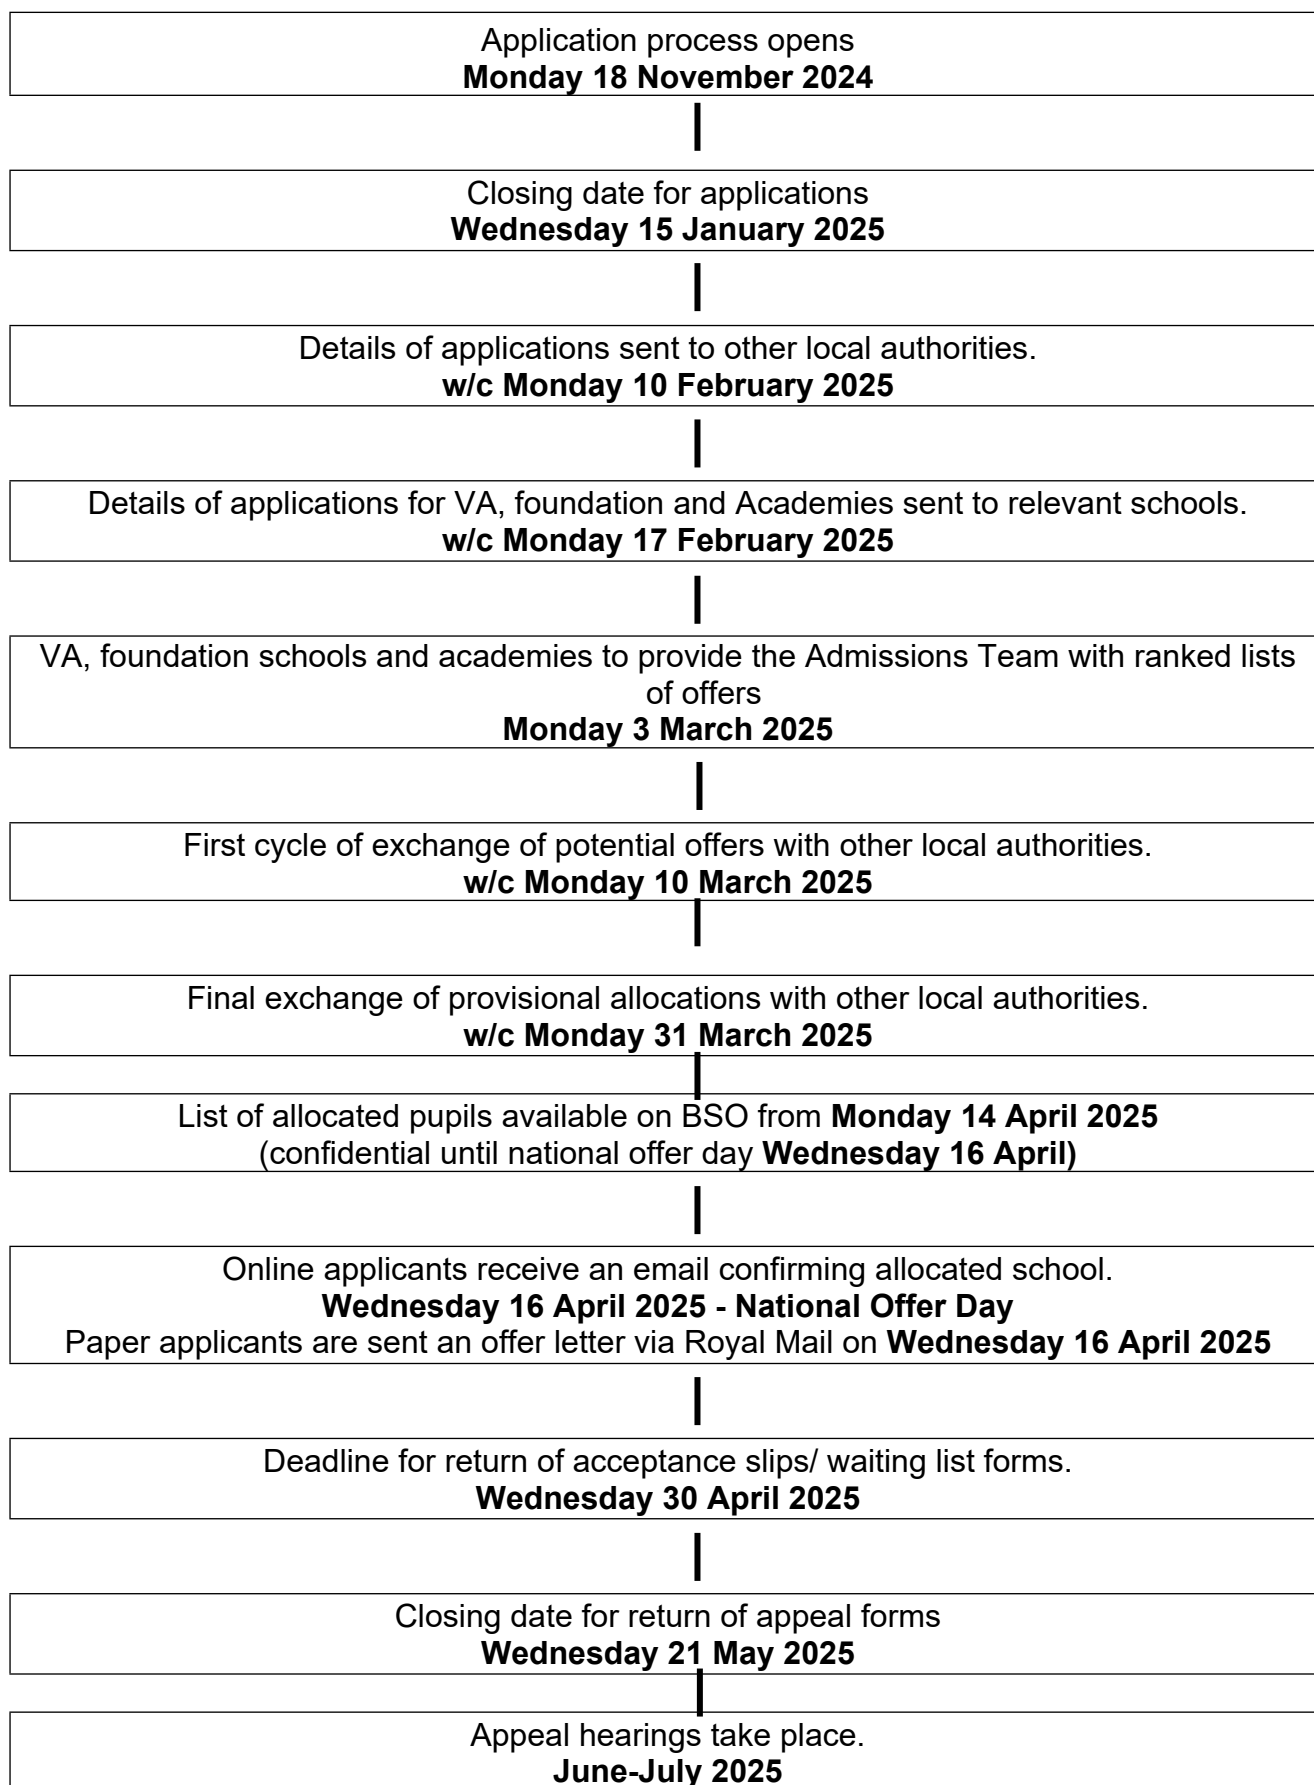 Application process opens
Monday 18 November 2024
Closing date for applications
Wednesday 15 January 2025
Details of applications sent to other local authorities.
w/c Monday 10 February 2025
Details of applications for VA, foundation and Academies sent to relevant schools.
w/c Monday 17 February 2025
VA, foundation schools and academies to provide the Admissions Team with ranked lists
of offers
Monday 3 March 2025
First cycle of exchange of potential offers with other local authorities.
w/c Monday 10 March 2025
Final exchange of provisional allocations with other local authorities.
w/c Monday 31 March 2025
List of allocated pupils available on BSO from Monday 14 April 2025
(confidential until national offer day Wednesday 16 April)
Online applicants receive an email confirming allocated school.
Wednesday 16 April 2025 - National Offer Day
Paper applicants are sent an offer letter via Royal Mail on Wednesday 16 April 2025
Deadline for return of acceptance slips/ waiting list forms.
Wednesday 30 April 2025
Closing date for return of appeal forms
Wednesday 21 May 2025
Appeal hearings take place.
June-July 2025